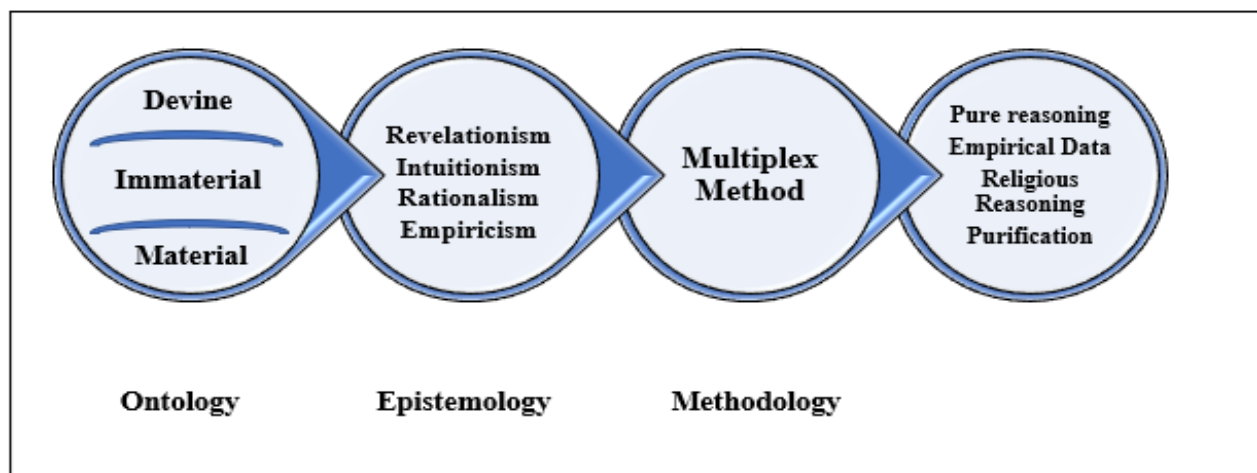 Devine
Immaterial
Material
Revelationism
Intuitionism
Rationalism
Empiricism
Multiplex
Method
Pure reasoning
Empirical Data
Religious
Reasoning
Purification
Ontology
Epistemology
Methodology